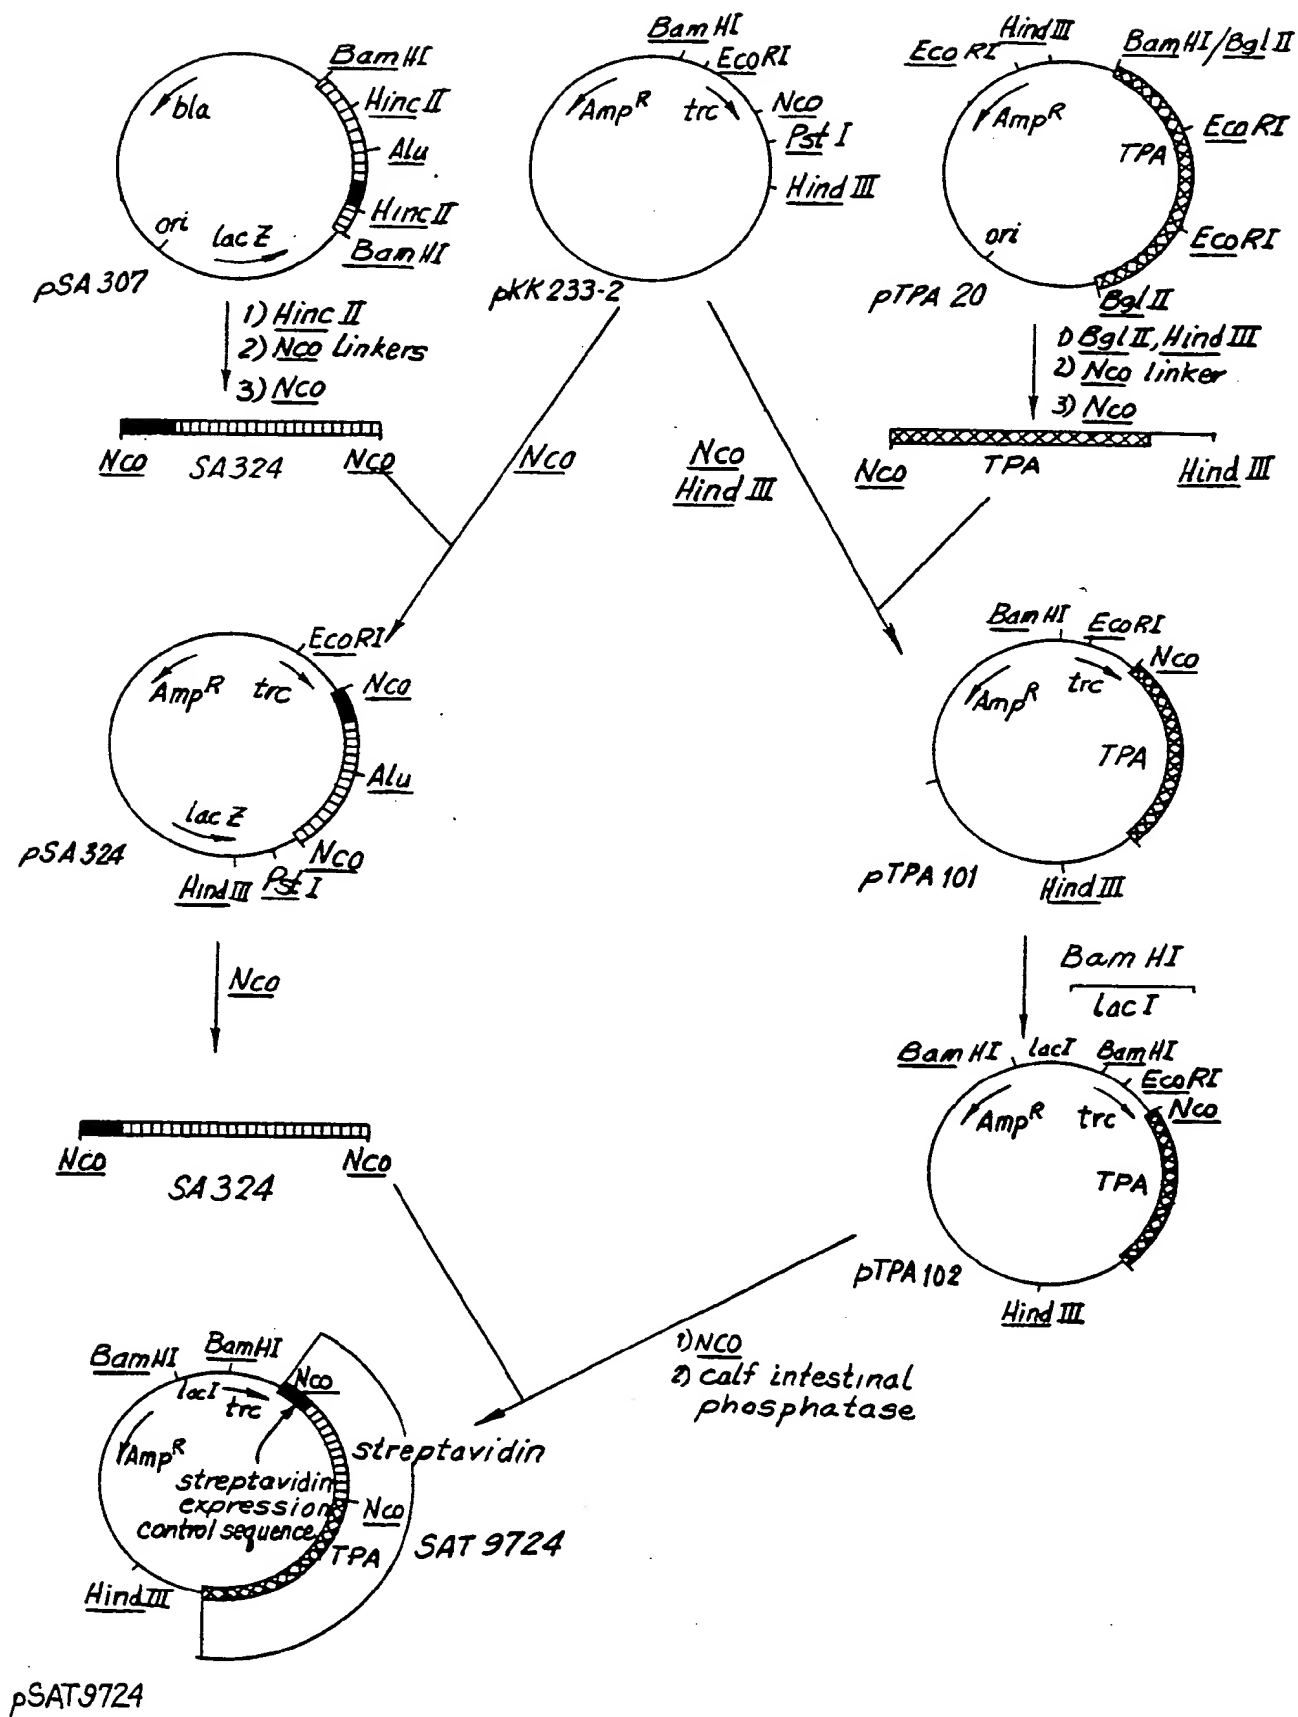 BamHI
HincII
Alu
HincII
BamHI
bla
ori
lacZ
pSA307
BamHI
EcoRI
Nco
PstI
HindIII
AmpR
trc
pKK233-2
EcoRI
HindIII
BamHI/BglII
EcoRI
EcoRI
BglII
AmpR
TPA
ori
pTPA 20
1) HincII
2) Nco linkers
3) Nco
1) BglII, HindIII
2) Nco linker
3) Nco
Nco
SA324
Nco
Nco
Nco
HindIII
Nco
TPA
HindIII
EcoRI
Nco
Alu
Nco
PstI
HindIII
AmpR
trc
lacZ
pSA324
BamHI
EcoRI
Nco
AmpR
trc
TPA
pTPA101
HindIII
Nco
BamHI
lacI
Nco
Nco
SA324
BamHI
lacI
BamHI
EcoRI
Nco
AmpR
trc
TPA
pTPA102
HindIII
1) NCO
2) calf intestinal
phosphatase
BamHI
BamHI
Nco
lacI
trc
AmpR
streptavidin
streptavidin
expression
control sequence
Nco
TPA
SAT9724
HindIII
pSAT9724